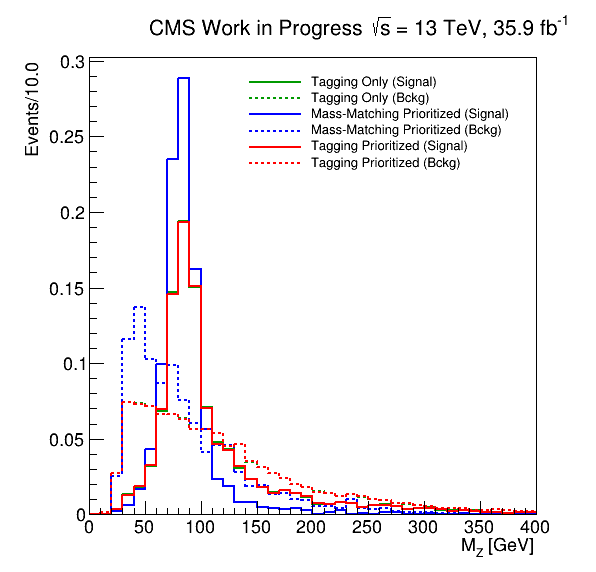 CMS Work in Progress √s = 13 TeV, 35.9 fb⁻¹
Events/10.0
0.3
0.25
0.2
0.15
0.1
0.05
0
Tagging Only (Signal)
Tagging Only (Bckg)
Mass-Matching Prioritized (Signal)
Mass-Matching Prioritized (Bckg)
Tagging Prioritized (Signal)
Tagging Prioritized (Bckg)
0 50 100 150 200 250 300 350 400
M_Z [GeV]